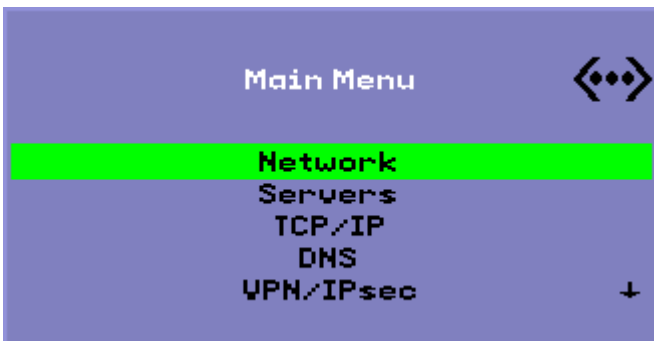 Main Menu
Network
Servers
TCP/IP
DNS
VPN/IPsec